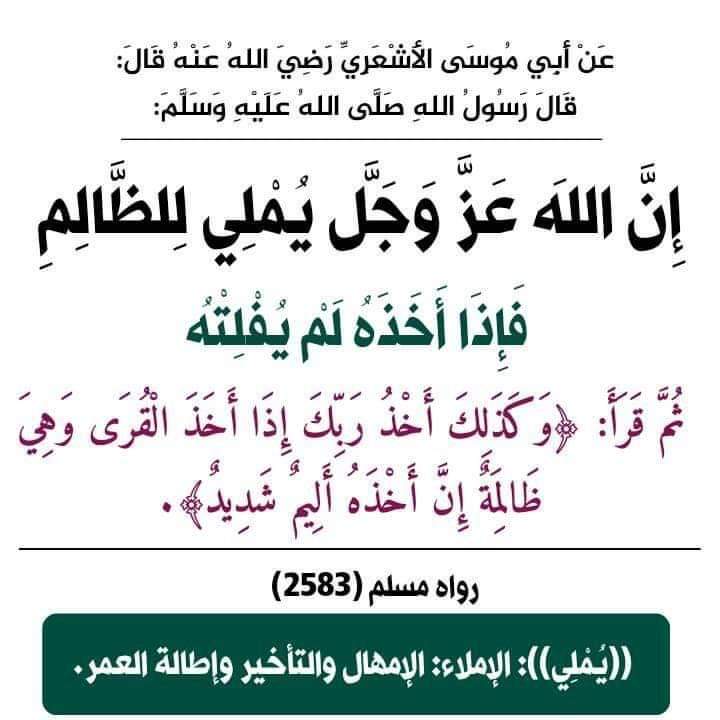 عَنْ أَبِي مُوسَى الأَشْعَرِيِّ رَضِيَ اللهُ عَنْهُ قَالَ:
قَالَ رَسُولُ اللهِ صَلَّى اللهُ عَلَيْهِ وَسَلَّمَ:
إِنَّ اللهَ عَزَّ وَجَلَّ يُمْلِي لِلظَّالِمِ
فَإِذَا أَخَذَهُ لَمْ يُفْلِتْهُ
ثُمَّ قَرَأَ: ﴿وَكَذَلِكَ أَخْذُ رَبِّكَ إِذَا أَخَذَ الْقُرَى وَهِيَ
ظَالِمَةٌ إِنَّ أَخْذَهُ أَلِيمٌ شَدِيدٌ﴾.
رواه مسلم (2583)
((يُمْلِي)): الإملاء: الإمهال والتأخير وإطالة العمر.